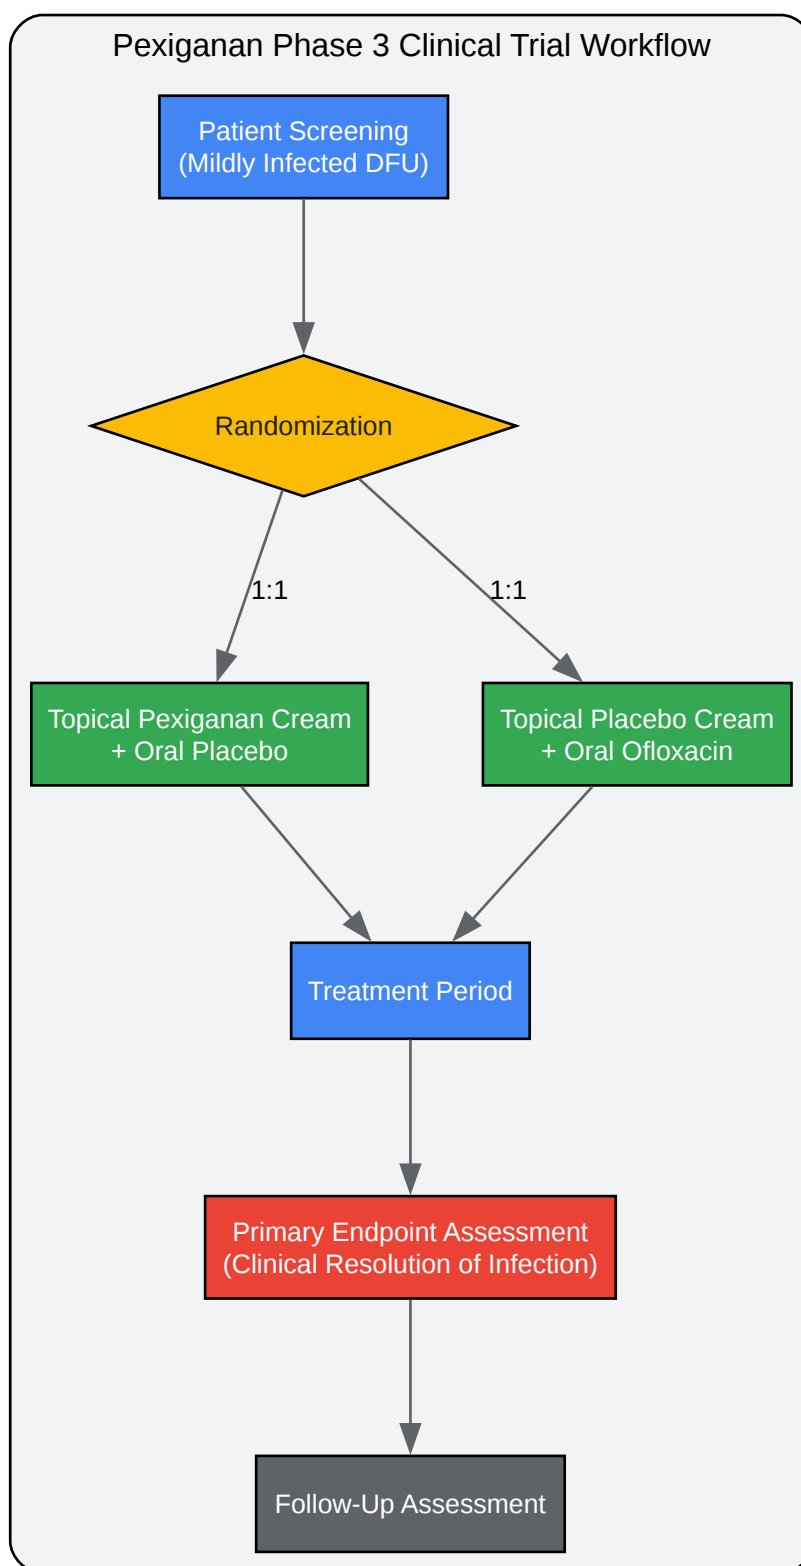 Pexiganan Phase 3 Clinical Trial Workflow
Patient Screening
(Mildly Infected DFU)
Randomization
1:1
1:1
Topical Pexiganan Cream
+ Oral Placebo
Topical Placebo Cream
+ Oral Ofloxacin
Treatment Period
Primary Endpoint Assessment
(Clinical Resolution of Infection)
Follow-Up Assessment